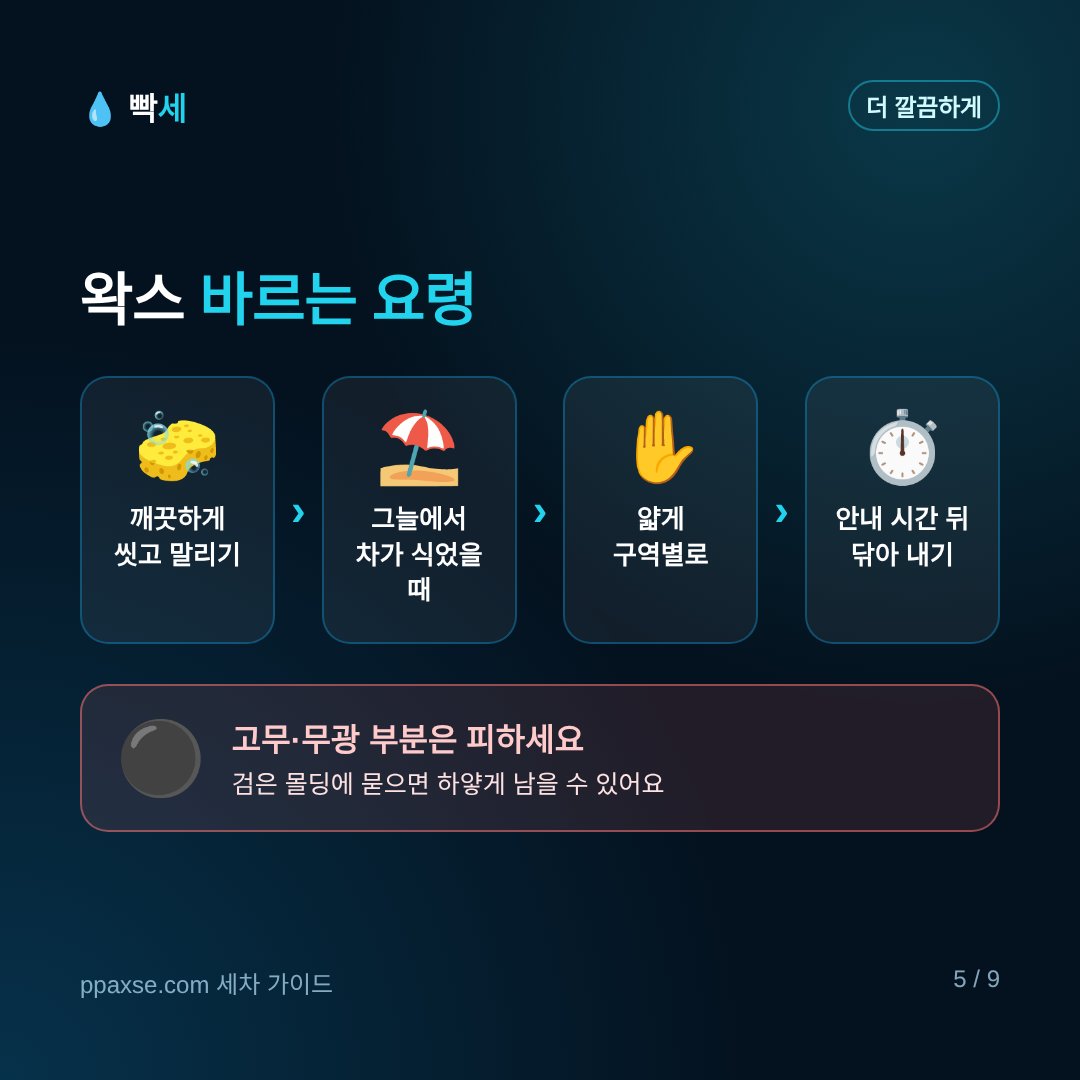 빡세
더 깔끔하게
왁스 바르는 요령
깨끗하게
씻고 말리기
›
그늘에서
차가 식었을
때
›
얇게
구역별로
›
안내 시간 뒤
닦아 내기
고무·무광 부분은 피하세요
검은 몰딩에 묻으면 하얗게 남을 수 있어요
ppaxse.com 세차 가이드
5 / 9